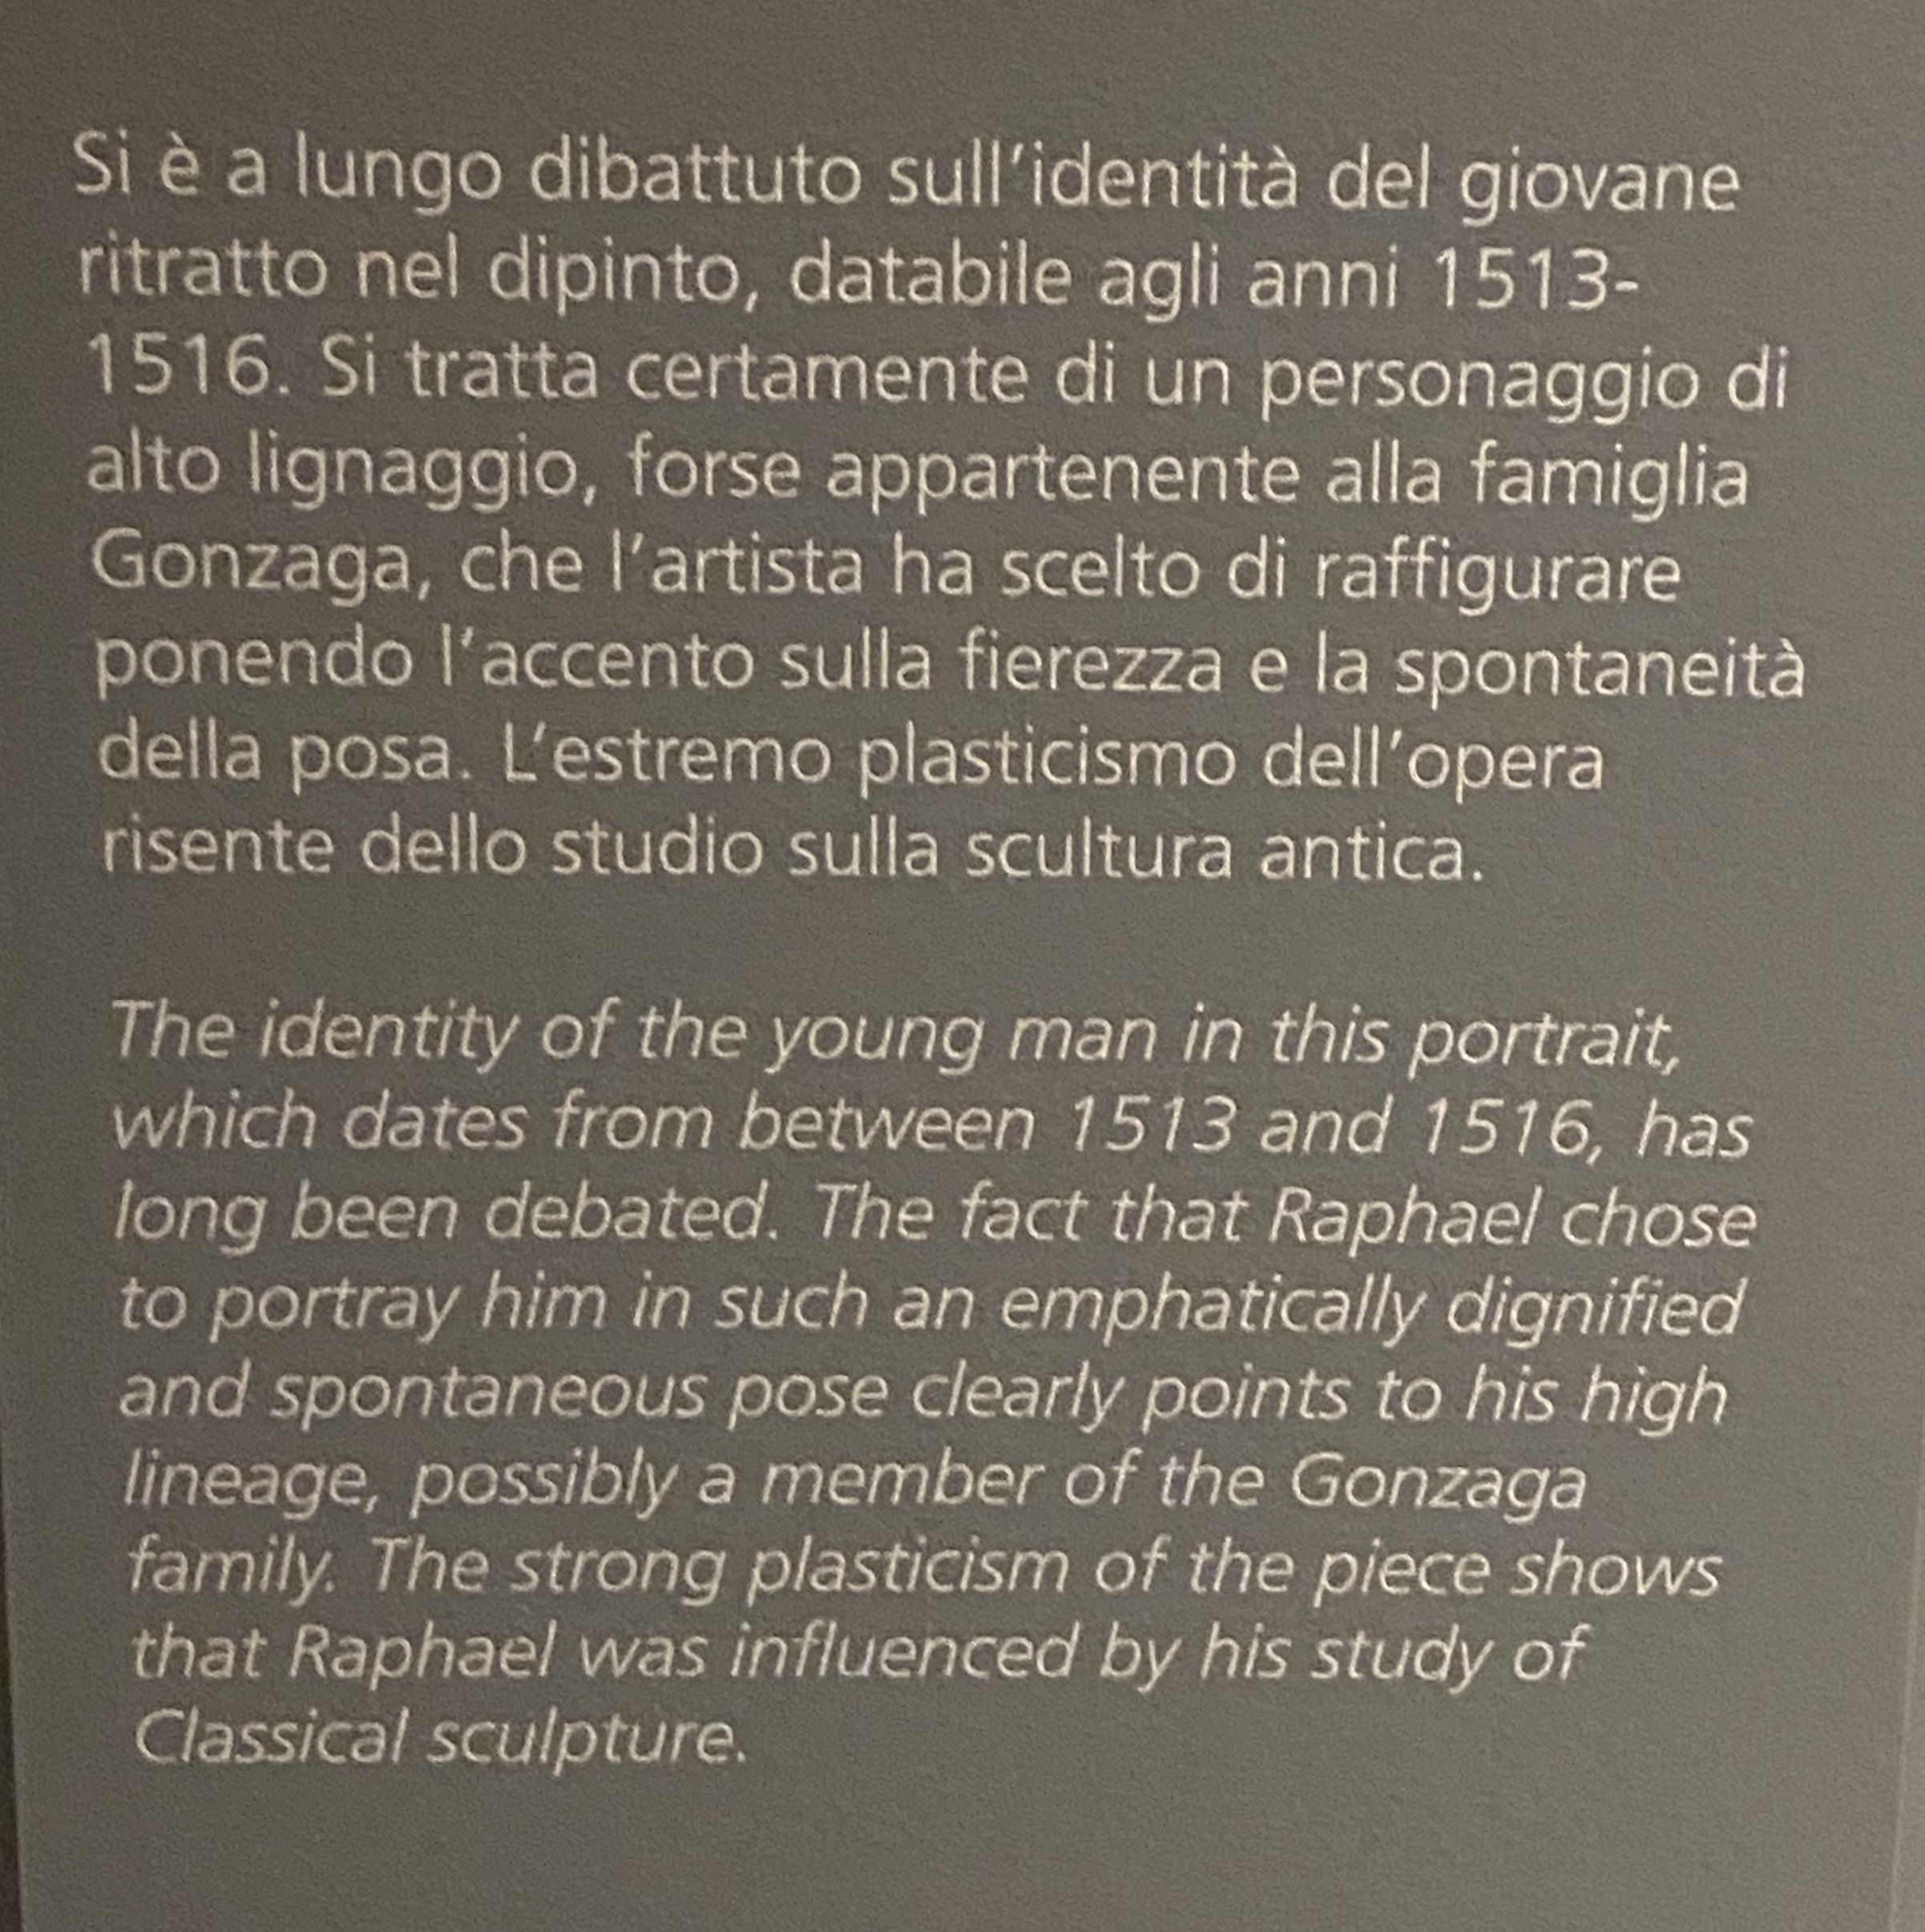 Si è a lungo dibattuto sull'identità del giovane
ritratto nel dipinto, databile agli anni 1513-
1516. Si tratta certamente di un personaggio di
alto lignaggio, forse appartenente alla famiglia
Gonzaga, che l'artista ha scelto di raffigurare
ponendo l'accento sulla fierezza e la spontaneità
della posa. L'estremo plasticismo dell'opera
risente dello studio sulla scultura antica.
The identity of the young man in this portrait,
which dates from between 1513 and 1516, has
long been debated. The fact that Raphael chose
to portray him in such an emphatically dignified
and spontaneous pose clearly points to his high
lineage, possibly a member of the Gonzaga
family. The strong plasticism of the piece shows
that Raphael was influenced by his study of
Classical sculpture.